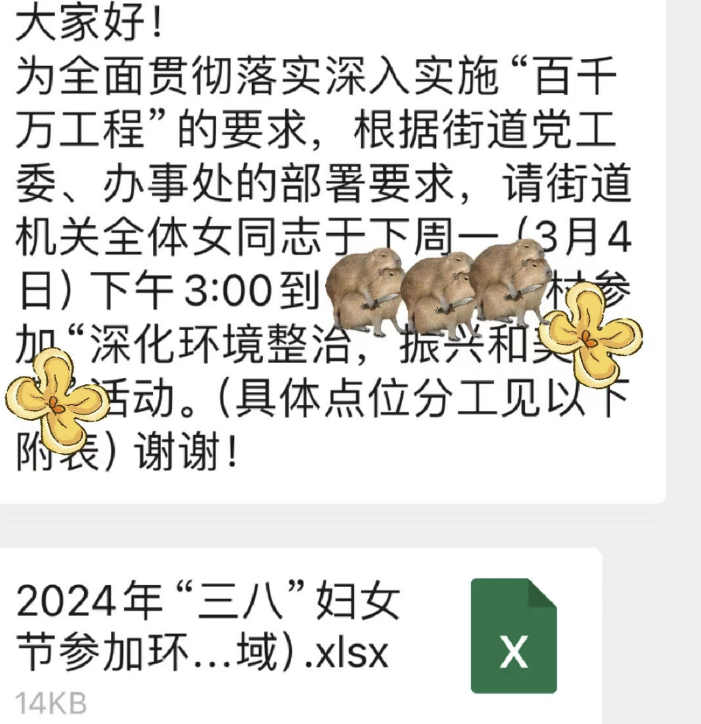 大家好！
为全面贯彻落实深入实施“百千
万工程”的要求，根据街道党工
委、办事处的部署要求，请街道
机关全体女同志于下周一（3月4
日）下午3:00到村参
加“深化环境整治，振兴和
活动。（具体点位分工见以下
附表）谢谢！
2024年“三八”妇女
节参加环...域）.xlsx
14KB
X